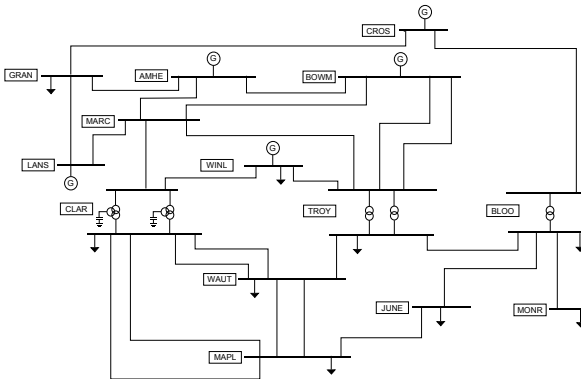 G
CROS
G
G
GRAN
AMHE
BOWM
MARC
G
LANS
WINL
G
CLAR
TROY
BLOO
WAUT
JUNE
MONR
MAPL